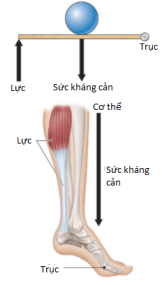 Trục
Lực
Sức kháng cản
Cơ thể
Lực
Sức kháng
cản
Trục